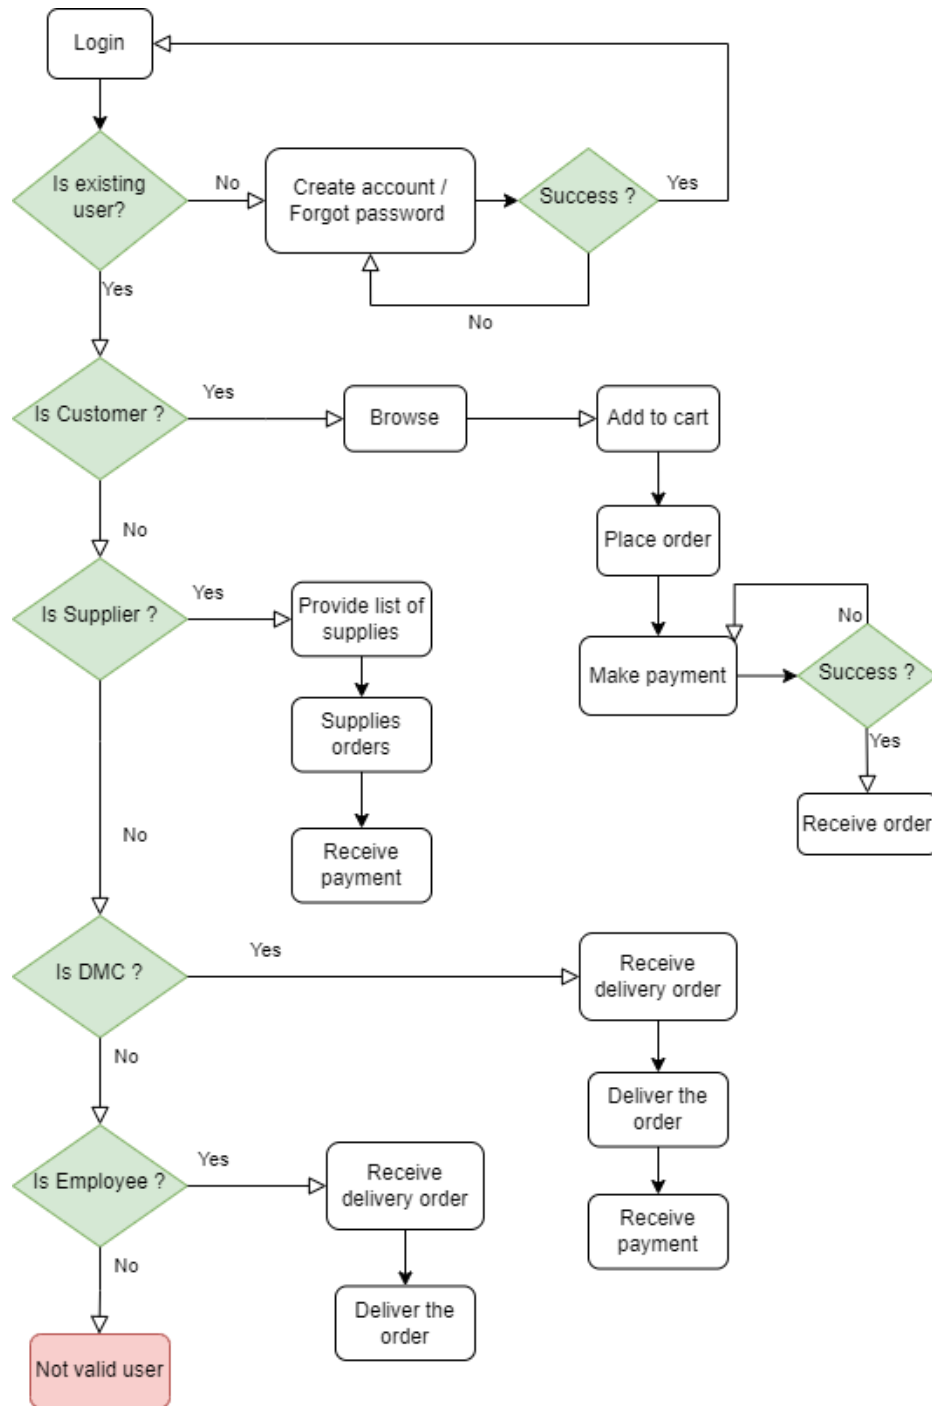 Login
Is existing
user?
No
Create account /
Forgot password
Success ?
Yes
No
Yes
Is Customer ?
Yes
Browse
Add to cart
Place order
Make payment
Success ?
No
Yes
Receive order
No
Is Supplier ?
Yes
Provide list of
supplies
Supplies
orders
Receive
payment
No
Is DMC ?
Yes
Receive
delivery order
Deliver the
order
Receive
payment
No
Is Employee ?
Yes
Receive
delivery order
Deliver the
order
No
Not valid user